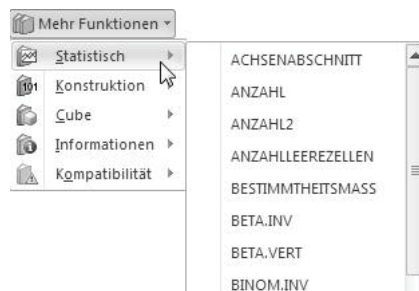 Mehr Funktionen
Statistisch
Konstruktion
Cube
Informationen
Kompatibilität
ACHSENABSCHNITT
ANZAHL
ANZAHL2
ANZAHLLEEREZELLEN
BESTIMMTHEITSMASS
BETA.INV
BETA.VERT
BINOM.INV